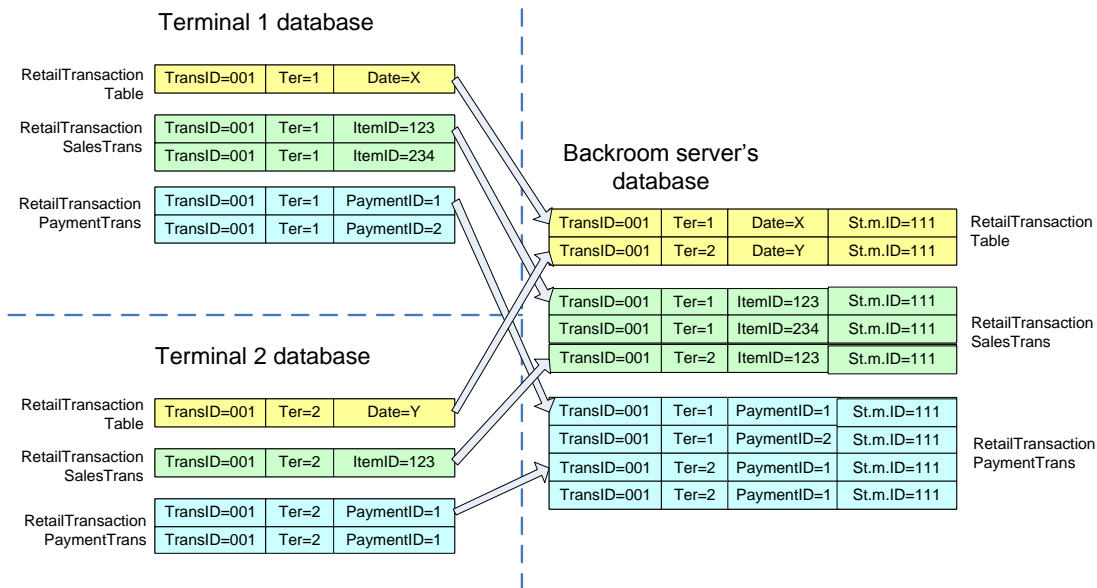 Terminal 1 database
RetailTransaction
Table
TransID=001 Ter=1 Date=X
RetailTransaction
SalesTrans
TransID=001 Ter=1 ItemID=123
TransID=001 Ter=1 ItemID=234
RetailTransaction
PaymentTrans
TransID=001 Ter=1 PaymentID=1
TransID=001 Ter=1 PaymentID=2
Terminal 2 database
RetailTransaction
Table
TransID=001 Ter=2 Date=Y
RetailTransaction
SalesTrans
TransID=001 Ter=2 ItemID=123
RetailTransaction
PaymentTrans
TransID=001 Ter=2 PaymentID=1
TransID=001 Ter=2 PaymentID=1
Backroom server's
database
TransID=001 Ter=1 Date=X St.m.ID=111
TransID=001 Ter=2 Date=Y St.m.ID=111
RetailTransaction
Table
TransID=001 Ter=1 ItemID=123 St.m.ID=111
TransID=001 Ter=1 ItemID=234 St.m.ID=111
TransID=001 Ter=2 ItemID=123 St.m.ID=111
RetailTransaction
SalesTrans
TransID=001 Ter=1 PaymentID=1 St.m.ID=111
TransID=001 Ter=1 PaymentID=2 St.m.ID=111
TransID=001 Ter=2 PaymentID=1 St.m.ID=111
TransID=001 Ter=2 PaymentID=1 St.m.ID=111
RetailTransaction
PaymentTrans